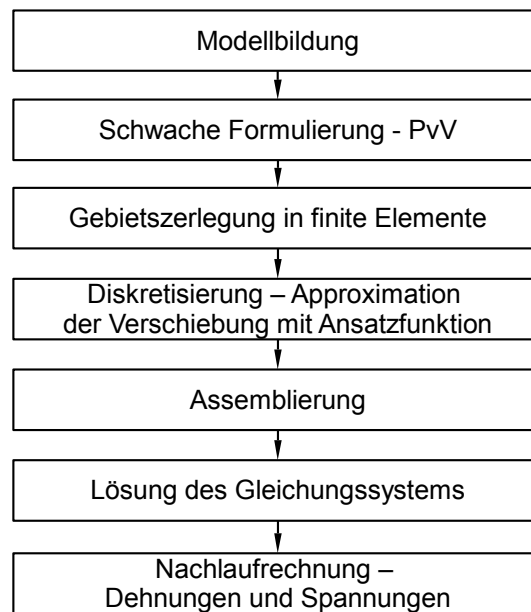 Modellbildung
Schwache Formulierung - PvV
Gebietszerlegung in finite Elemente
Diskretisierung – Approximation
der Verschiebung mit Ansatzfunktion
Assemblierung
Lösung des Gleichungssystems
Nachlaufrechnung –
Dehnungen und Spannungen